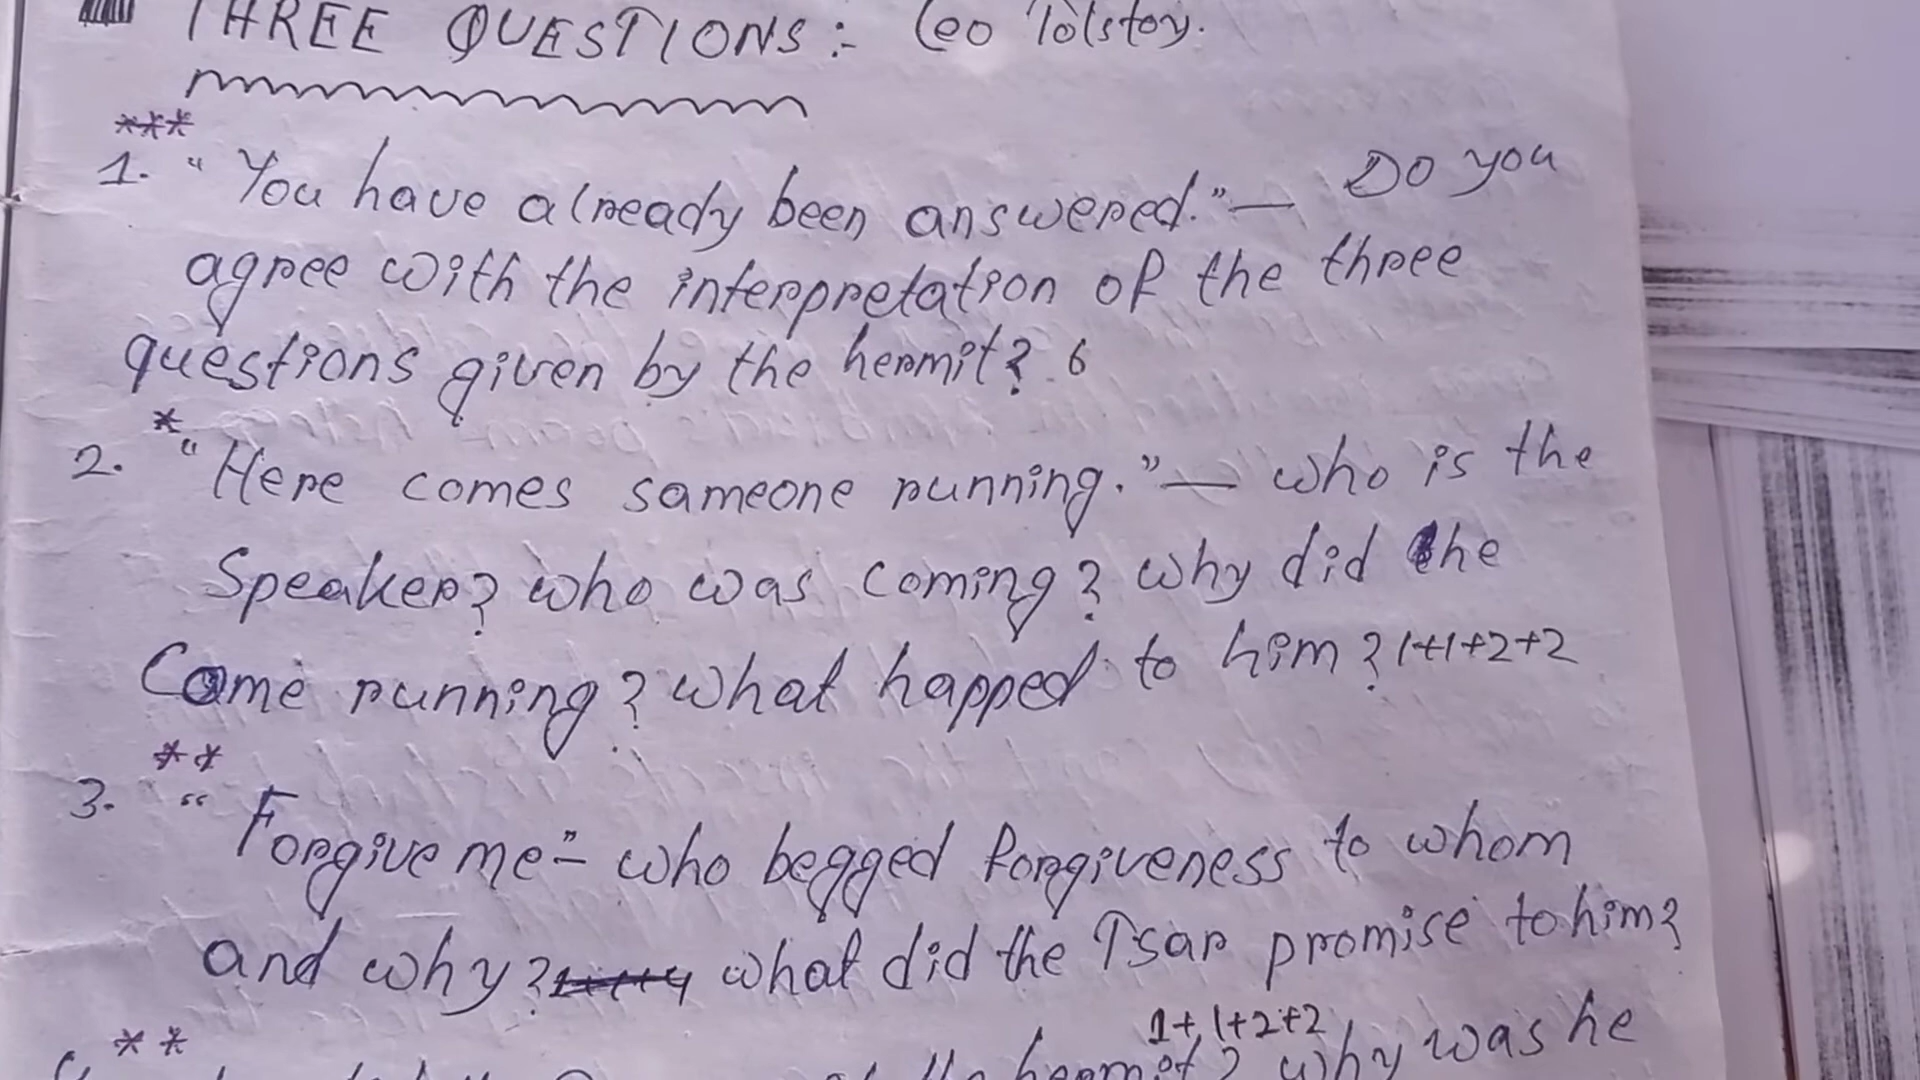 THREE QUESTIONS :- Leo Tolstoy.
***
1. "You have already been answered." — Do you
agree with the interpretation of the three
questions given by the hermit? 6
*
2. "Here comes sameone running." — who is the
Speaker? who was coming? why did the
Came running? what happed to him? 1+1+2+2
**
3. "Forgive me" - who begged forgiveness to whom
and why? what did the Tsar promise to him?
1+1+2+2
**
hermit? why was he